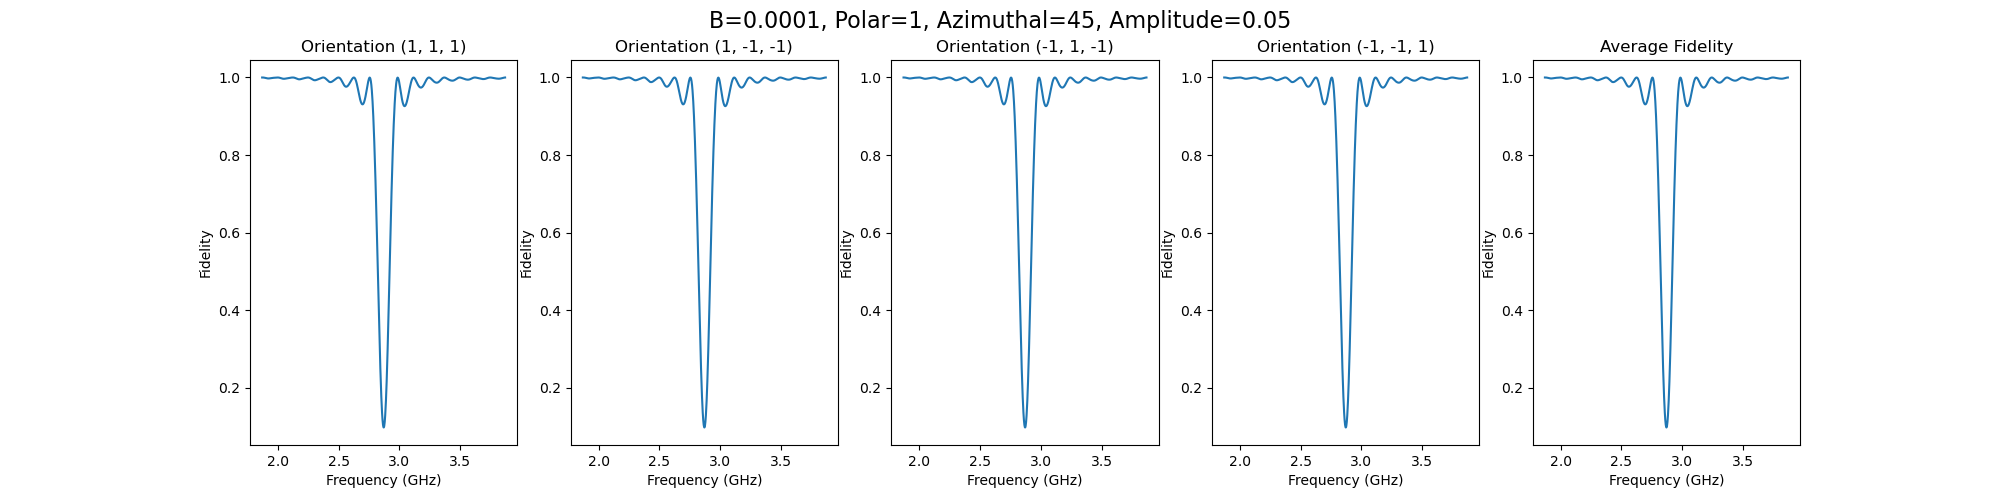 B=0.0001, Polar=1, Azimuthal=45, Amplitude=0.05
Orientation (1, 1, 1)
Fidelity
1.0
0.8
0.6
0.4
0.2
2.0 2.5 3.0 3.5
Frequency (GHz)
Orientation (1, -1, -1)
Fidelity
1.0
0.8
0.6
0.4
0.2
2.0 2.5 3.0 3.5
Frequency (GHz)
Orientation (-1, 1, -1)
Fidelity
1.0
0.8
0.6
0.4
0.2
2.0 2.5 3.0 3.5
Frequency (GHz)
Orientation (-1, -1, 1)
Fidelity
1.0
0.8
0.6
0.4
0.2
2.0 2.5 3.0 3.5
Frequency (GHz)
Average Fidelity
Fidelity
1.0
0.8
0.6
0.4
0.2
2.0 2.5 3.0 3.5
Frequency (GHz)